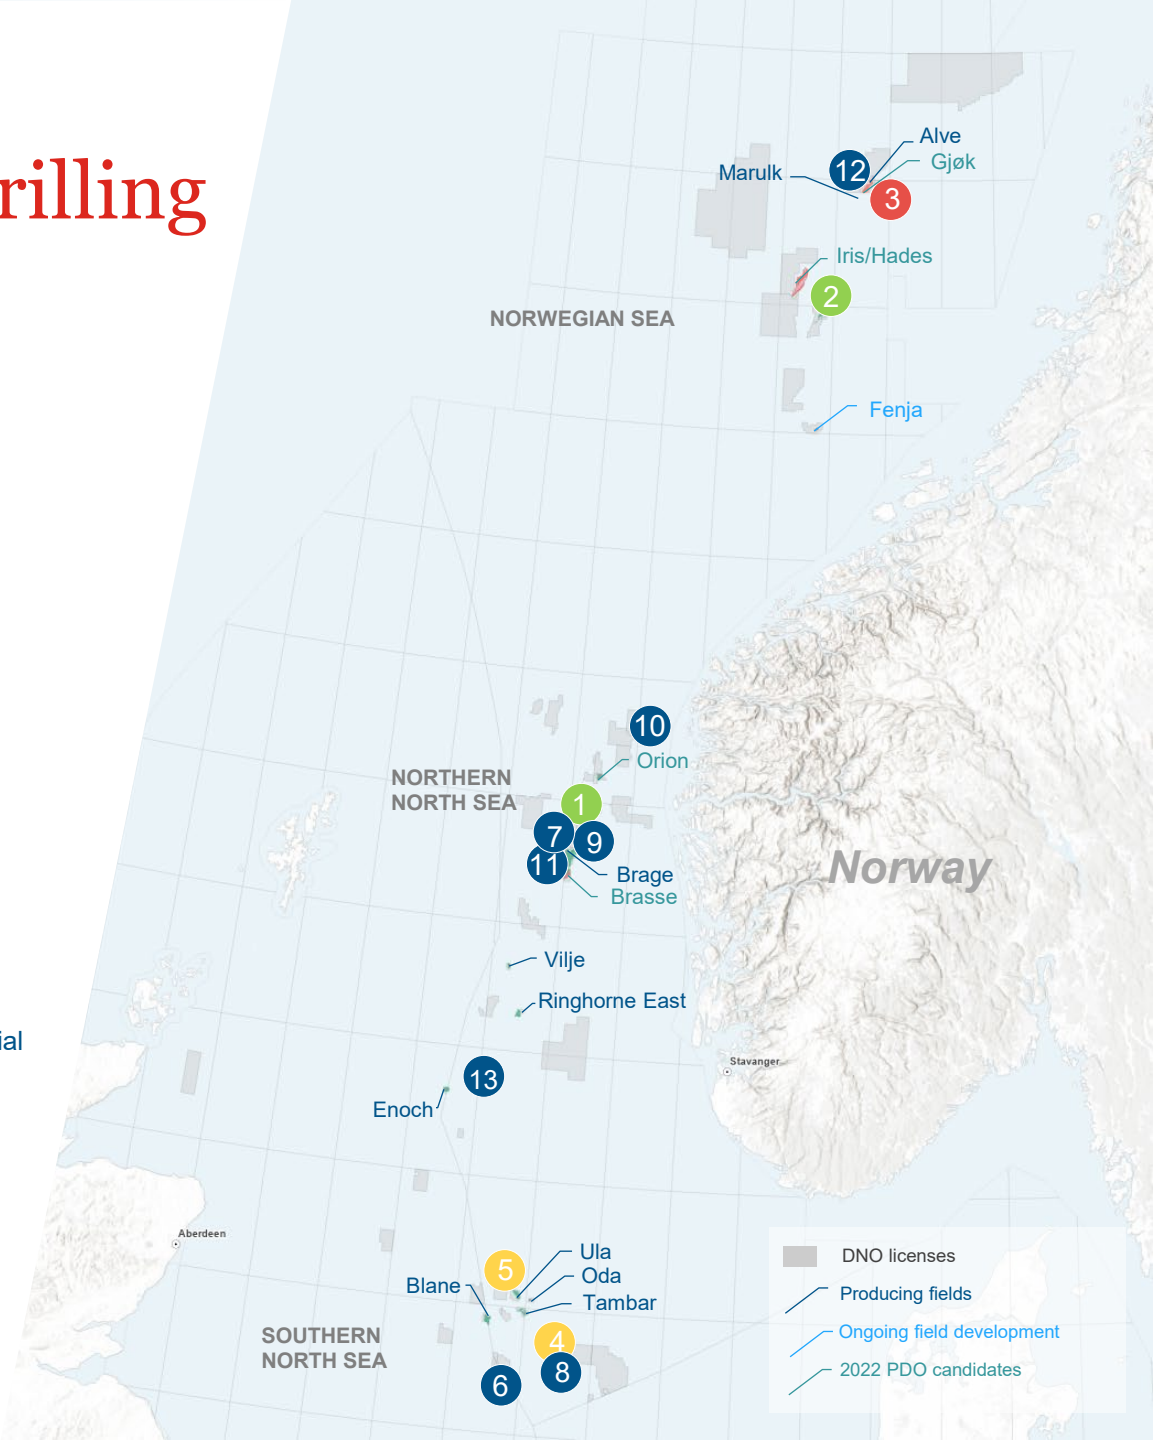 rilling
Alve
12
Gjøk
Marulk
3
Iris/Hades
2
NORWEGIAN SEA
Fenja
10
Orion
NORTHERN
NORTH SEA
1
7
9
11
Brage
Brasse
Norway
Vilje
Ringhorne East
ial
Stavanger
13
Enoch
Aberdeen
Ula
5
Oda
Blane
Tambar
SOUTHERN
NORTH SEA
4
8
6
DNO licenses
Producing fields
Ongoing field development
2022 PDO candidates